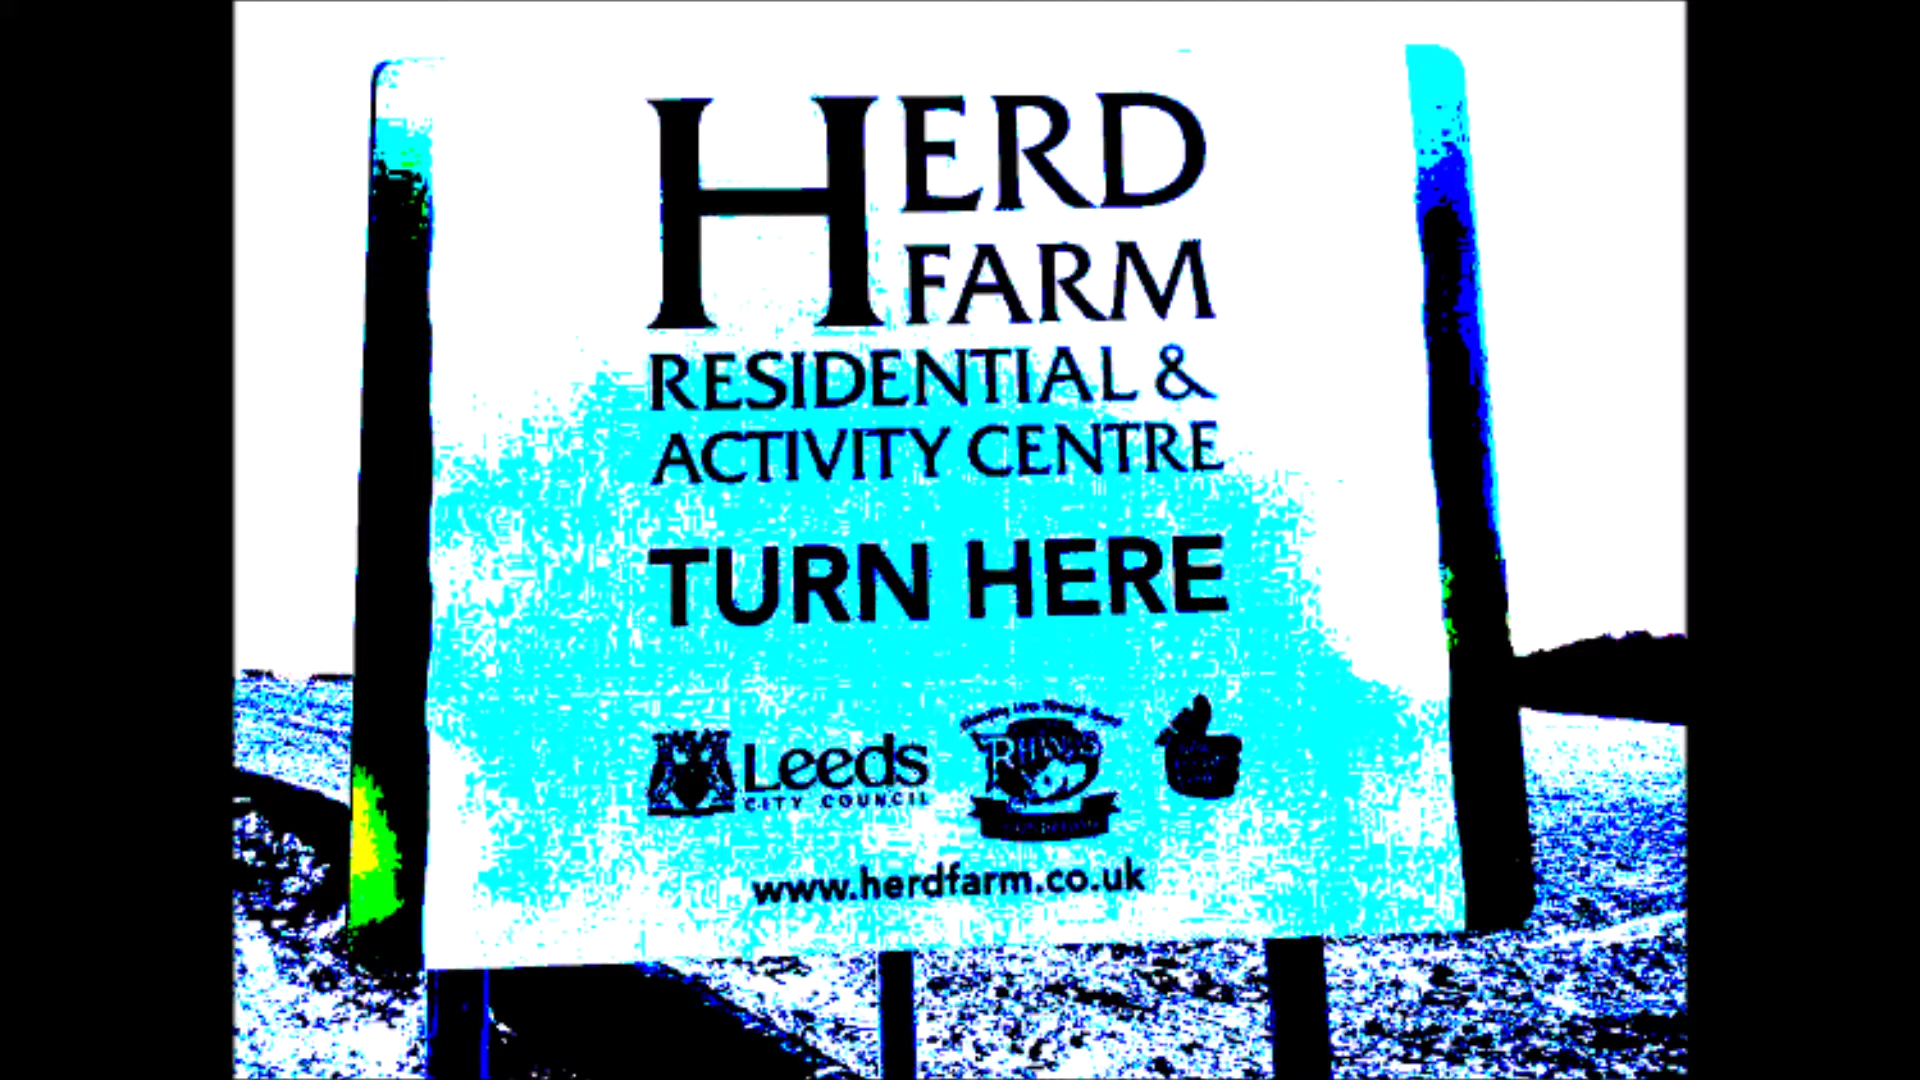 HERD
FARM
RESIDENTIAL &
ACTIVITY CENTRE
TURN HERE
Leeds
CITY COUNCIL
www.herdfarm.co.uk